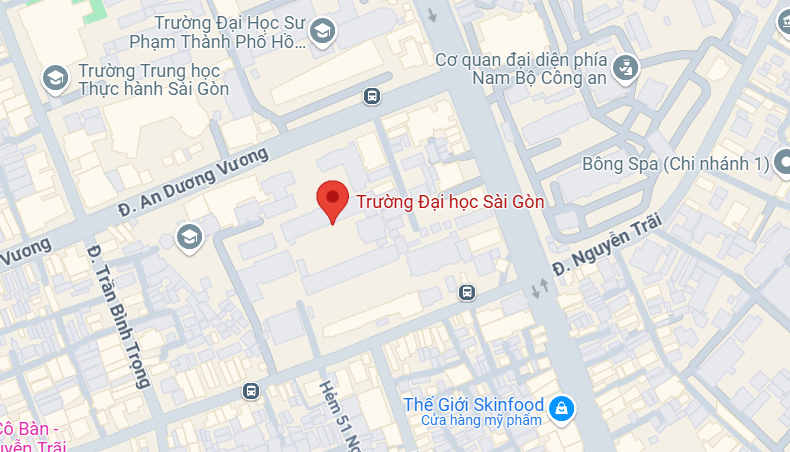 Trường Đại Học Sư
Phạm Thành Phố Hồ...
Cơ quan đại diện phía
Nam Bộ Công an
Trường Trung học
Thực hành Sài Gòn
Bông Spa (Chi nhánh 1)
Đ. An Dương Vương
Trường Đại học Sài Gòn
Vương
Đ. Nguyễn Trãi
Đ. Trần Bình Trọng
Hẻm 51 Ng
Thế Giới Skinfood
Cửa hàng mỹ phẩm
Cô Bàn -
uyễn Trãi